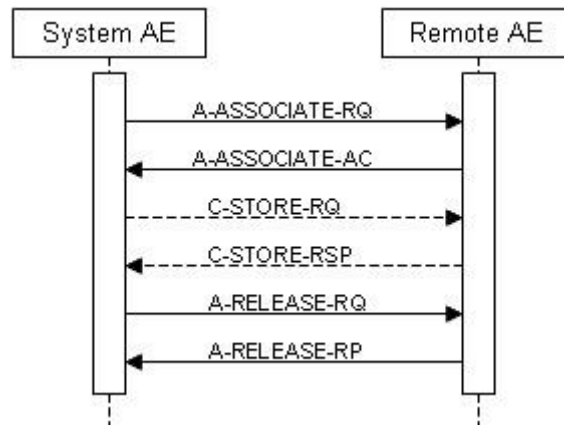 System AE
Remote AE
A-ASSOCIATE-RQ
A-ASSOCIATE-AC
C-STORE-RQ
C-STORE-RSP
A-RELEASE-RQ
A-RELEASE-RP